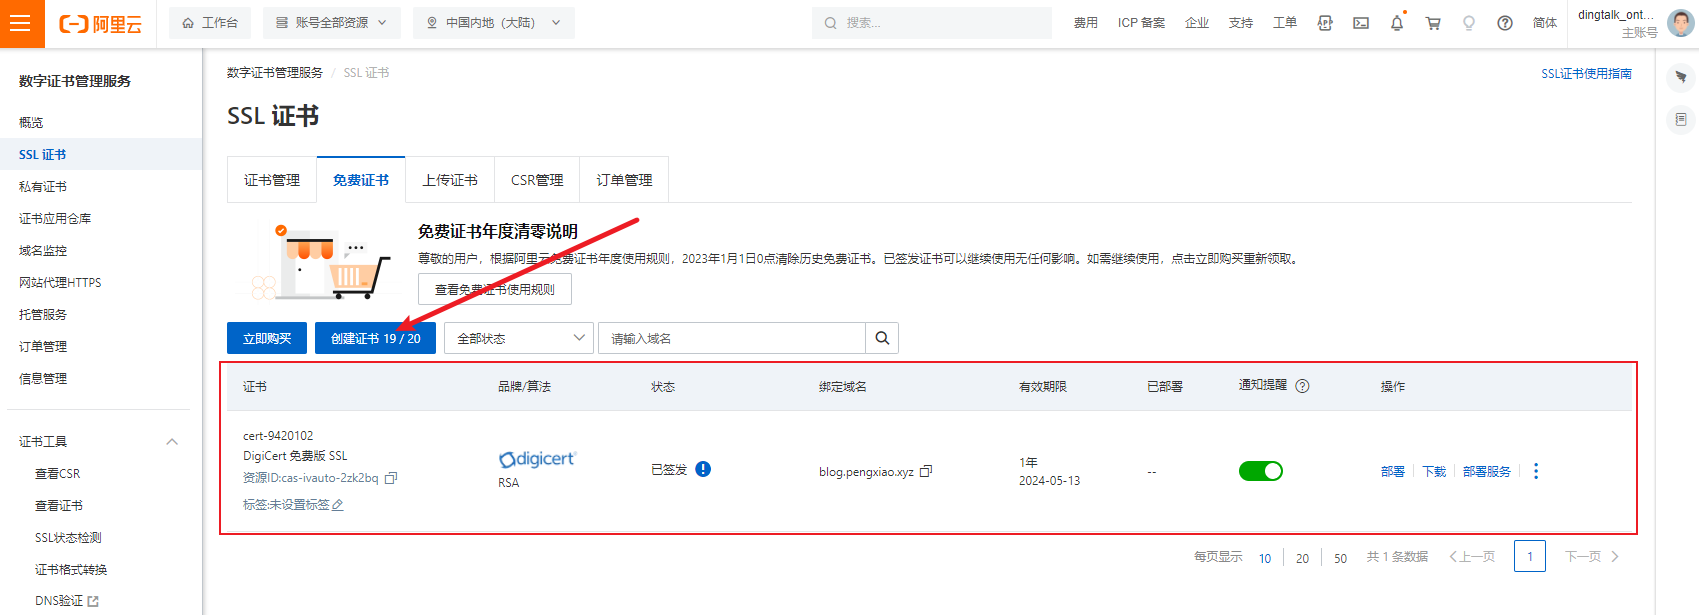 阿里云
工作台
账号全部资源
中国内地（大陆）
搜索...
费用
ICP 备案
企业
支持
工单
简体
dingtalk_ont...
主账号
数字证书管理服务
概览
SSL 证书
私有证书
证书应用仓库
域名监控
网站代理HTTPS
托管服务
订单管理
信息管理
证书工具
查看CSR
查看证书
SSL状态检测
证书格式转换
DNS验证
数字证书管理服务 / SSL 证书
SSL证书使用指南
SSL 证书
证书管理
免费证书
上传证书
CSR管理
订单管理
免费证书年度清零说明
尊敬的用户，根据阿里云免费证书年度使用规则，2023年1月1日0点清除历史免费证书。已签发证书可以继续使用无任何影响。如需继续使用，点击立即购买重新领取。
查看免费证书使用规则
立即购买
创建证书 19 / 20
全部状态
请输入域名
证书
品牌/算法
状态
绑定域名
有效期限
已部署
通知提醒
操作
cert-9420102
DigiCert 免费版 SSL
资源ID:cas-ivauto-2zk2bq
标签:未设置标签
digicert
RSA
已签发
blog.pengxiao.xyz
1年
2024-05-13
--
部署
下载
部署服务
每页显示
10
20
50
共 1 条数据
上一页
1
下一页